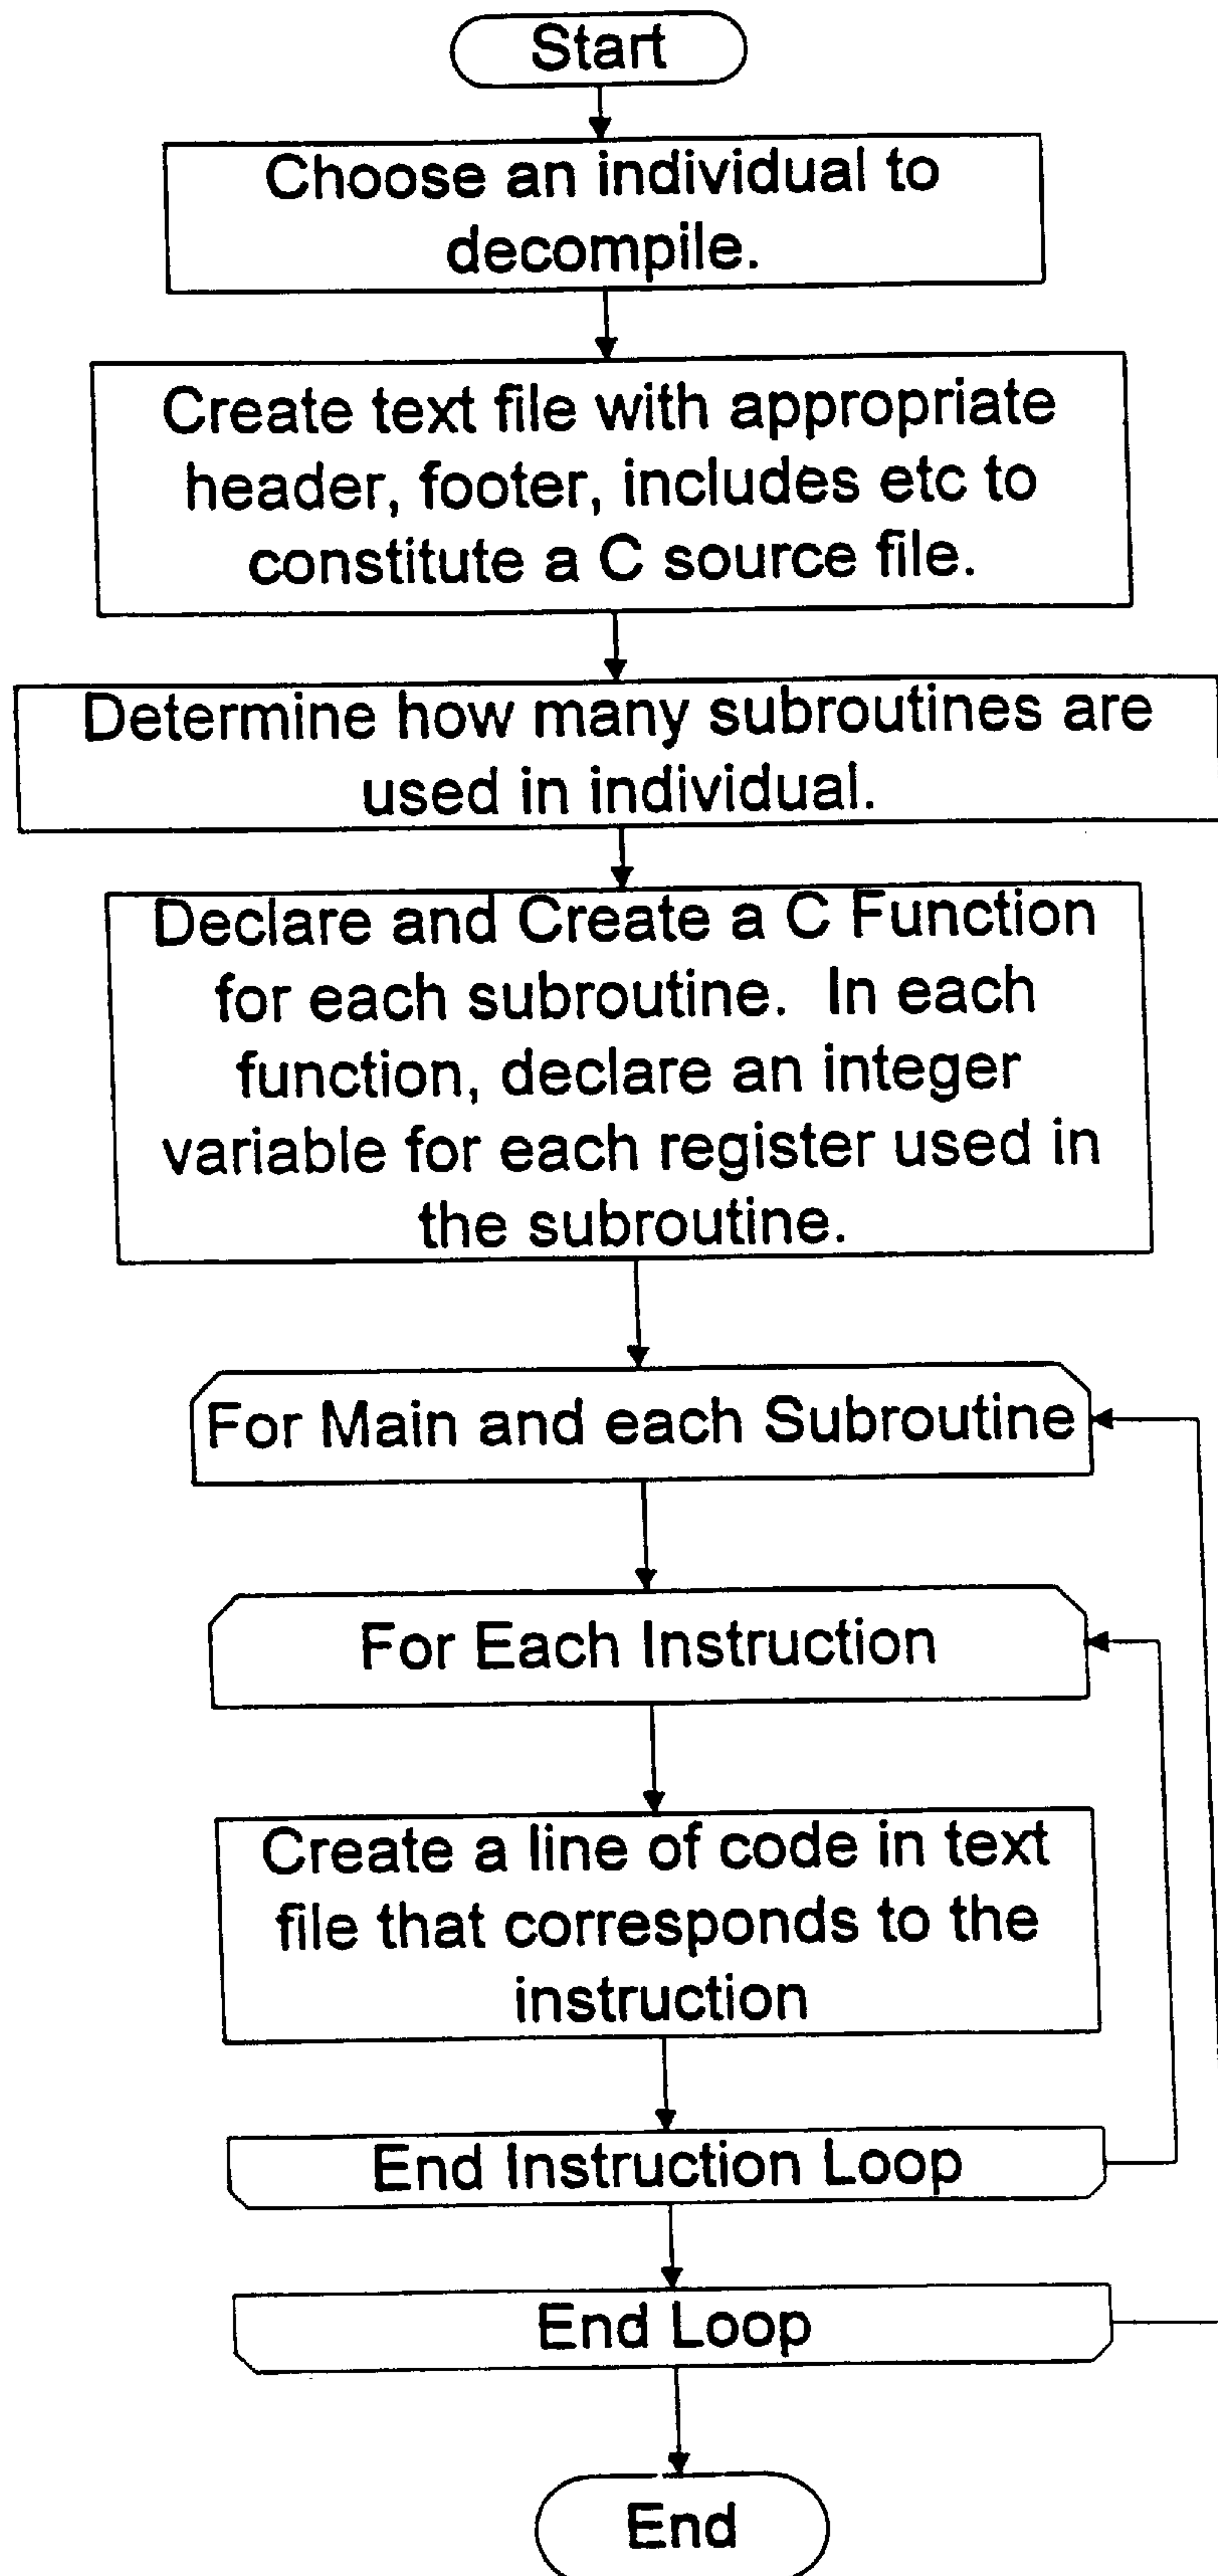 Start
Choose an individual to
decompile.
Create text file with appropriate
header, footer, includes etc to
constitute a C source file.
Determine how many subroutines are
used in individual.
Declare and Create a C Function
for each subroutine. In each
function, declare an integer
variable for each register used in
the subroutine.
For Main and each Subroutine
For Each Instruction
Create a line of code in text
file that corresponds to the
instruction
End Instruction Loop
End Loop
End